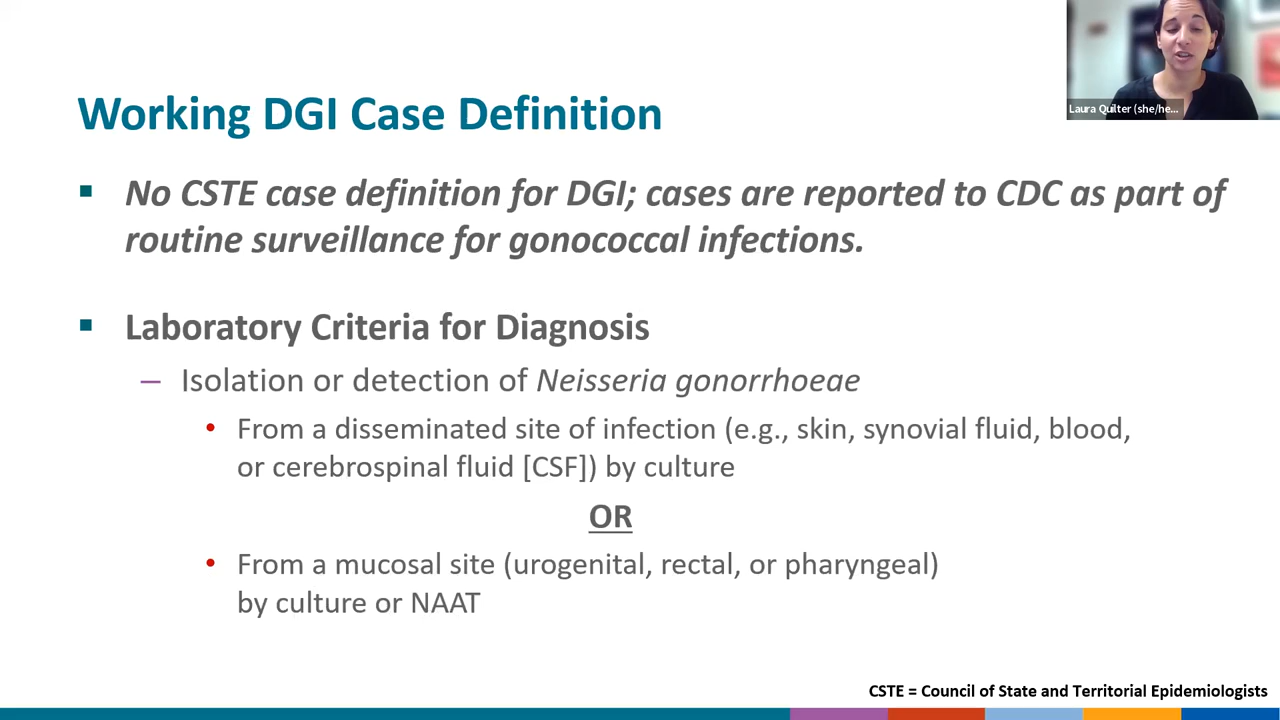 Laura Quilter (she/he...
Working DGI Case Definition
▪ No CSTE case definition for DGI; cases are reported to CDC as part of
routine surveillance for gonococcal infections.
▪ Laboratory Criteria for Diagnosis
– Isolation or detection of Neisseria gonorrhoeae
• From a disseminated site of infection (e.g., skin, synovial fluid, blood,
or cerebrospinal fluid [CSF]) by culture
OR
• From a mucosal site (urogenital, rectal, or pharyngeal)
by culture or NAAT
CSTE = Council of State and Territorial Epidemiologists